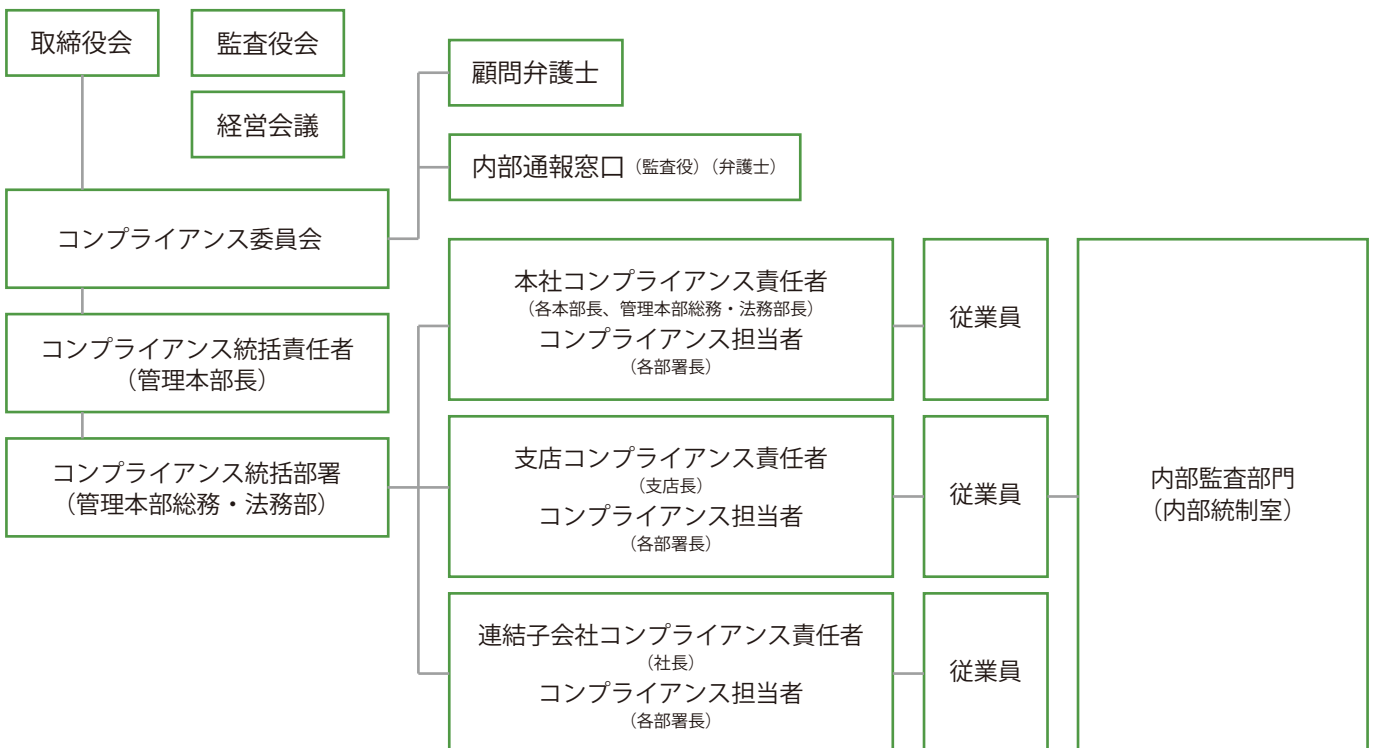 取締役会
監査役会
経営会議
顧問弁護士
内部通報窓口（監査役）（弁護士）
コンプライアンス委員会
コンプライアンス統括責任者
（管理本部長）
コンプライアンス統括部署
（管理本部総務・法務部）
本社コンプライアンス責任者
（各本部長、管理本部総務・法務部長）
コンプライアンス担当者
（各部署長）
従業員
支店コンプライアンス責任者
（支店長）
コンプライアンス担当者
（各部署長）
従業員
連結子会社コンプライアンス責任者
（社長）
コンプライアンス担当者
（各部署長）
従業員
内部監査部門
（内部統制室）